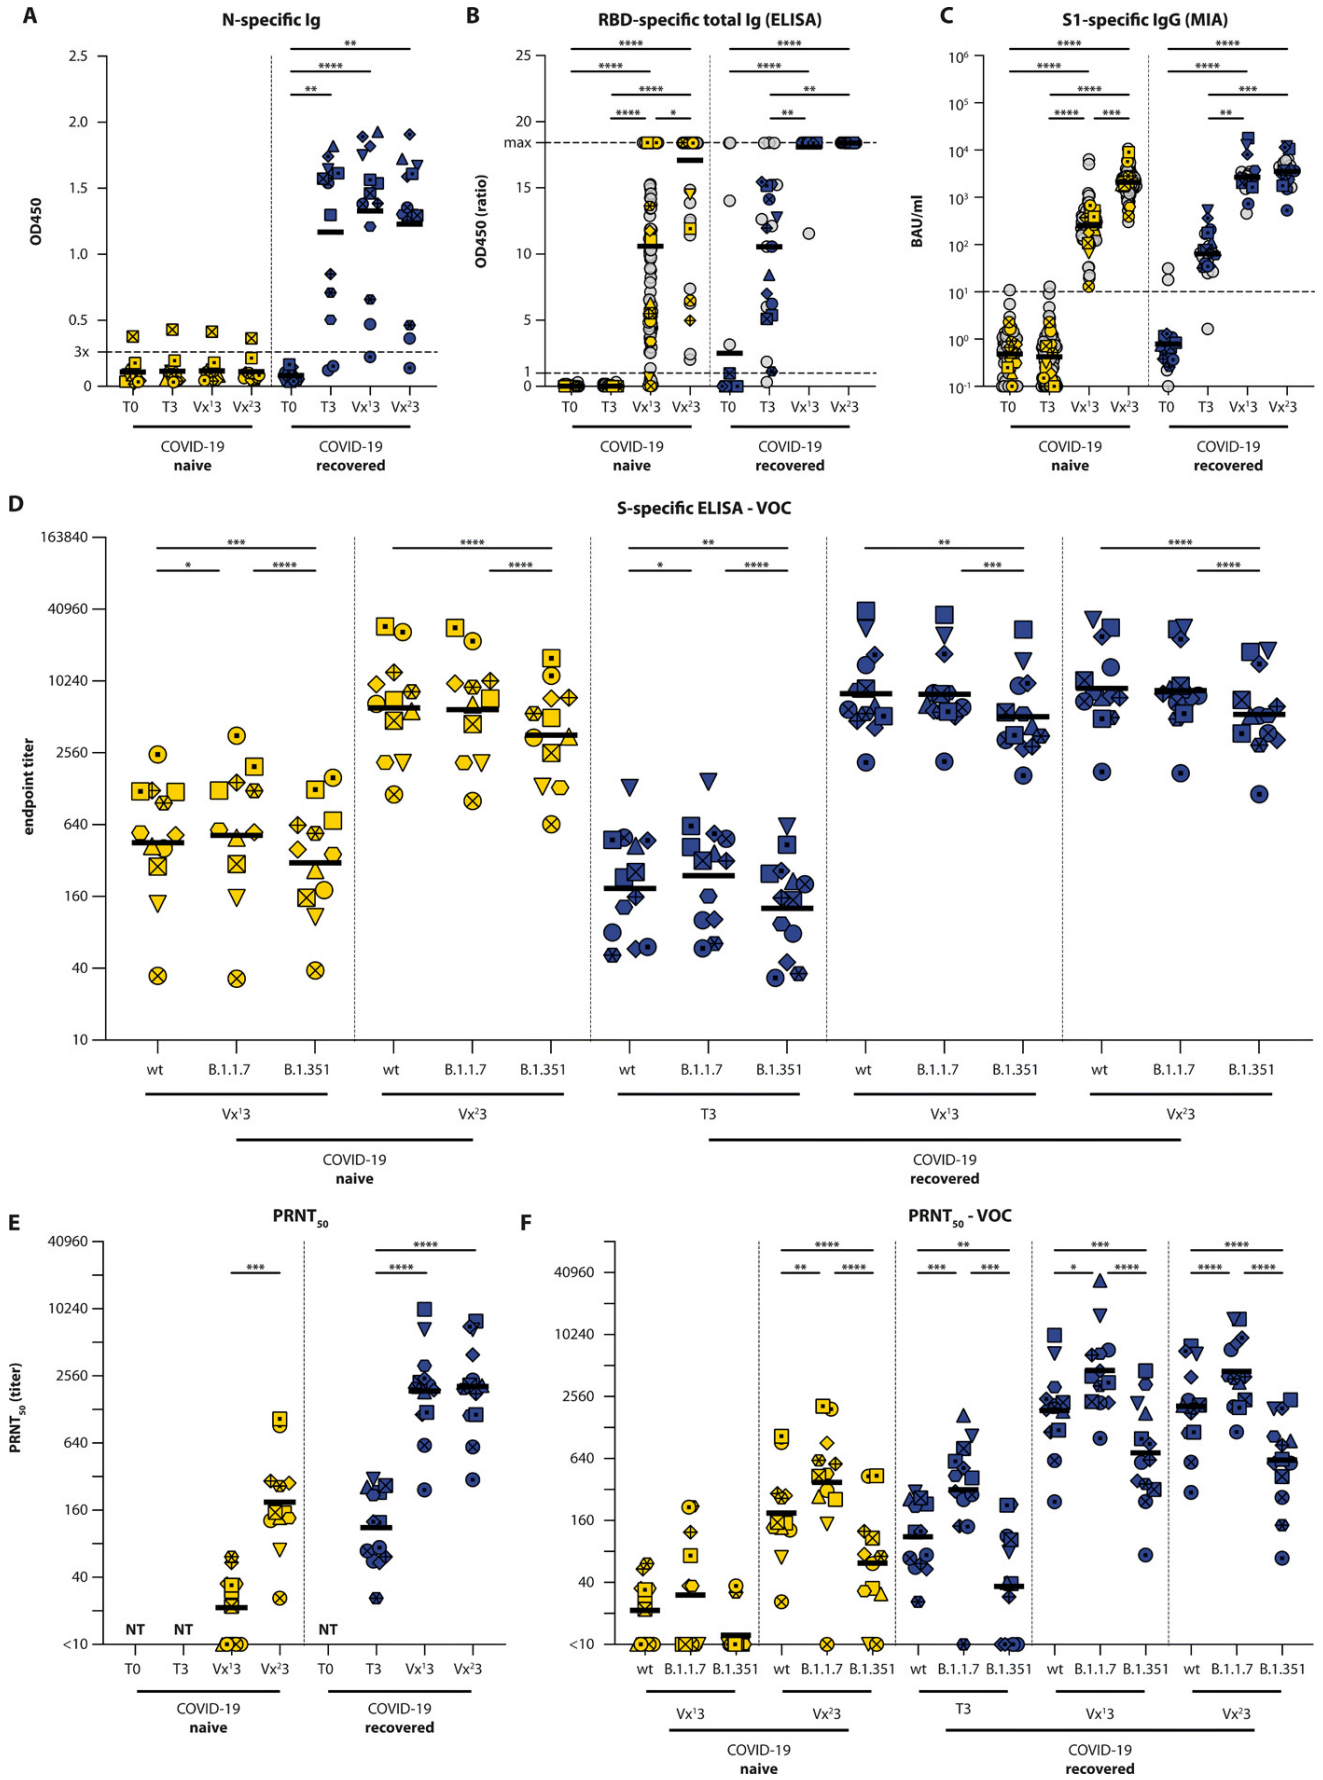 A
N-specific Ig
OD450
2.5
2.0
1.5
1.0
0.5
3x
0
** 
****
**
T0 T3 Vx¹3 Vx²3 T0 T3 Vx¹3 Vx²3
COVID-19 COVID-19
naive recovered
B
RBD-specific total Ig (ELISA)
OD450 (ratio)
25
20
max
15
10
5
1
0
**** ****
**** ****
**** **
**** * **
T0 T3 Vx¹3 Vx²3 T0 T3 Vx¹3 Vx²3
COVID-19 COVID-19
naive recovered
C
S1-specific IgG (MIA)
BAU/ml
10⁶
10⁵
10⁴
10³
10²
10¹
10⁰
10⁻¹
**** ****
**** ****
**** ***
**** *** **
T0 T3 Vx¹3 Vx²3 T0 T3 Vx¹3 Vx²3
COVID-19 COVID-19
naive recovered
D
S-specific ELISA - VOC
endpoint titer
163840
40960
10240
2560
640
160
40
10
*** **** ** ** ****
* **** **** * **** *** ****
wt B.1.1.7 B.1.351 wt B.1.1.7 B.1.351 wt B.1.1.7 B.1.351 wt B.1.1.7 B.1.351 wt B.1.1.7 B.1.351
Vx¹3 Vx²3 T3 Vx¹3 Vx²3
COVID-19 COVID-19
naive recovered
E
PRNT₅₀
PRNT₅₀ (titer)
40960
10240
2560
640
160
40
<10
****
*** ****
NT NT NT
T0 T3 Vx¹3 Vx²3 T0 T3 Vx¹3 Vx²3
COVID-19 COVID-19
naive recovered
F
PRNT₅₀ - VOC
40960
10240
2560
640
160
40
<10
**** ** *** ****
** **** *** *** * **** **** ****
wt B.1.1.7 B.1.351 wt B.1.1.7 B.1.351 wt B.1.1.7 B.1.351 wt B.1.1.7 B.1.351 wt B.1.1.7 B.1.351
Vx¹3 Vx²3 T3 Vx¹3 Vx²3
COVID-19 COVID-19
naive recovered